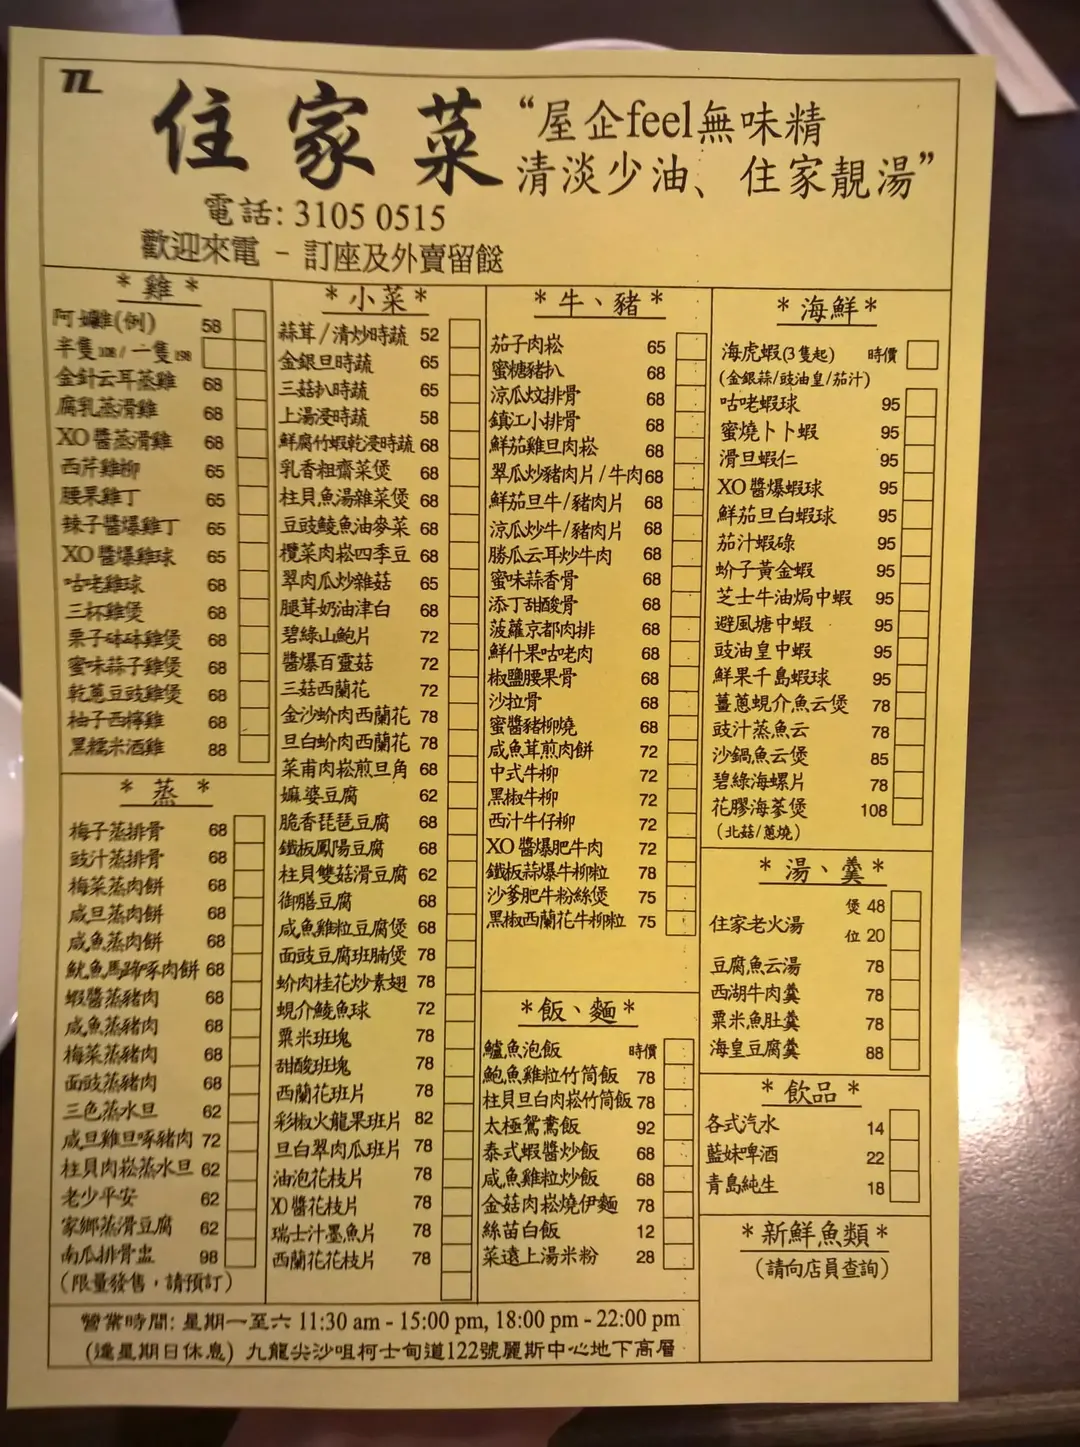 TL
住家菜
“屋企feel無味精
清淡少油、住家靚湯”
電話: 3105 0515
歡迎來電 - 訂座及外賣留餸
*雞*
阿爺雞(例) 58
半隻108/一隻198
金針云耳蒸雞 68
腐乳蒸滑雞 68
XO醬蒸滑雞 68
西芹雞柳 65
腰果雞丁 65
辣子醬爆雞丁 65
XO醬爆雞球 65
咕咾雞球 68
三杯雞煲 68
栗子砵砵雞煲 68
蜜味蒜子雞煲 68
乾蔥豆豉雞煲 68
柚子西檸雞 68
黑糯米酒雞 88
*蒸*
梅子蒸排骨 68
豉汁蒸排骨 68
梅菜蒸肉餅 68
咸旦蒸肉餅 68
咸魚蒸肉餅 68
魷魚馬蹄啄肉餅 68
蝦醬蒸豬肉 68
咸魚蒸豬肉 68
梅菜蒸豬肉 68
面豉蒸豬肉 68
三色蒸水旦 62
咸旦雞旦啄豬肉 72
柱貝肉崧蒸水旦 62
老少平安 62
家鄉蒸滑豆腐 62
南瓜排骨盅 98
(限量發售，請預訂)
*小菜*
蒜茸/清炒時蔬 52
金銀旦時蔬 65
三菇扒時蔬 65
上湯浸時蔬 58
鮮腐竹蝦乾浸時蔬 68
乳香粗齋菜煲 68
柱貝魚湯雜菜煲 68
豆豉鯪魚油麥菜 68
欖菜肉崧四季豆 68
翠肉瓜炒雜菇 65
腿茸奶油津白 68
碧綠山鮑片 72
醬爆百靈菇 72
三菇西蘭花 72
金沙蚧肉西蘭花 78
旦白蚧肉西蘭花 78
菜甫肉崧煎旦角 68
嫲婆豆腐 62
脆香琵琶豆腐 68
鐵板鳳陽豆腐 68
柱貝雙菇滑豆腐 62
御膳豆腐 68
咸魚雞粒豆腐煲 68
面豉豆腐班腩煲 78
蚧肉桂花炒素翅 78
蜆介鯪魚球 72
粟米班塊 78
甜酸班塊 78
西蘭花班片 78
彩椒火龍果班片 82
旦白翠肉瓜班片 78
油泡花枝片 78
XO醬花枝片 78
瑞士汁墨魚片 78
西蘭花花枝片 78
*牛、豬*
茄子肉崧 65
蜜糖豬扒 68
涼瓜炆排骨 68
鎮江小排骨 68
鮮茄雞旦肉崧 68
翠瓜炒豬肉片/牛肉 68
鮮茄旦牛/豬肉片 68
涼瓜炒牛/豬肉片 68
勝瓜云耳炒牛肉 68
蜜味蒜香骨 68
添丁甜酸骨 68
菠蘿京都肉排 68
鮮什果咕咾肉 68
椒鹽腰果骨 68
沙拉骨 68
蜜醬豬柳燒 68
咸魚茸煎肉餅 72
中式牛柳 72
黑椒牛柳 72
西汁牛仔柳 72
XO醬爆肥牛肉 72
鐵板蒜爆牛柳粒 78
沙爹肥牛粉絲煲 75
黑椒西蘭花牛柳粒 75
*飯、麵*
鱸魚泡飯 時價
鮑魚雞粒竹筒飯 78
柱貝旦白肉崧竹筒飯 78
太極鴛鴦飯 92
泰式蝦醬炒飯 68
咸魚雞粒炒飯 68
金菇肉崧燒伊麵 78
絲苗白飯 12
菜遠上湯米粉 28
*海鮮*
海虎蝦(3隻起) 時價
(金銀蒜/豉油皇/茄汁)
咕咾蝦球 95
蜜燒卜卜蝦 95
滑旦蝦仁 95
XO醬爆蝦球 95
鮮茄旦白蝦球 95
茄汁蝦碌 95
蚧子黃金蝦 95
芝士牛油焗中蝦 95
避風塘中蝦 95
豉油皇中蝦 95
鮮果千島蝦球 95
薑蔥蜆介魚云煲 78
豉汁蒸魚云 78
沙鍋魚云煲 85
碧綠海螺片 78
花膠海蔘煲 108
(北菇/蔥燒)
*湯、羹*
住家老火湯 煲 48
位 20
豆腐魚云湯 78
西湖牛肉羹 78
粟米魚肚羹 78
海皇豆腐羹 88
*飲品*
各式汽水 14
藍妹啤酒 22
青島純生 18
*新鮮魚類*
(請向店員查詢)
營業時間: 星期一至六 11:30 am - 15:00 pm, 18:00 pm - 22:00 pm
(逢星期日休息) 九龍尖沙咀柯士甸道122號麗斯中心地下高層